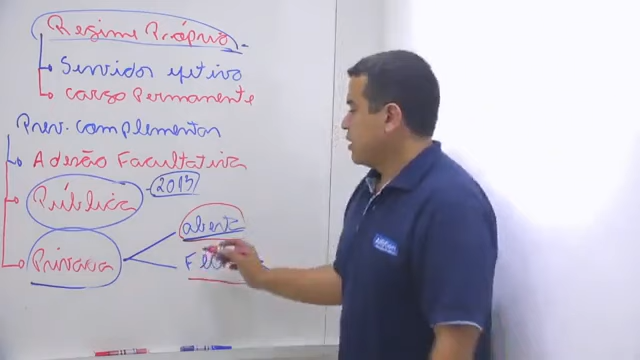 Regime Próprio
Servidor efetivo
cargo Permanente
Prev. complementar
Adesão Facultativa
Pública - 2013
Privada
aberta